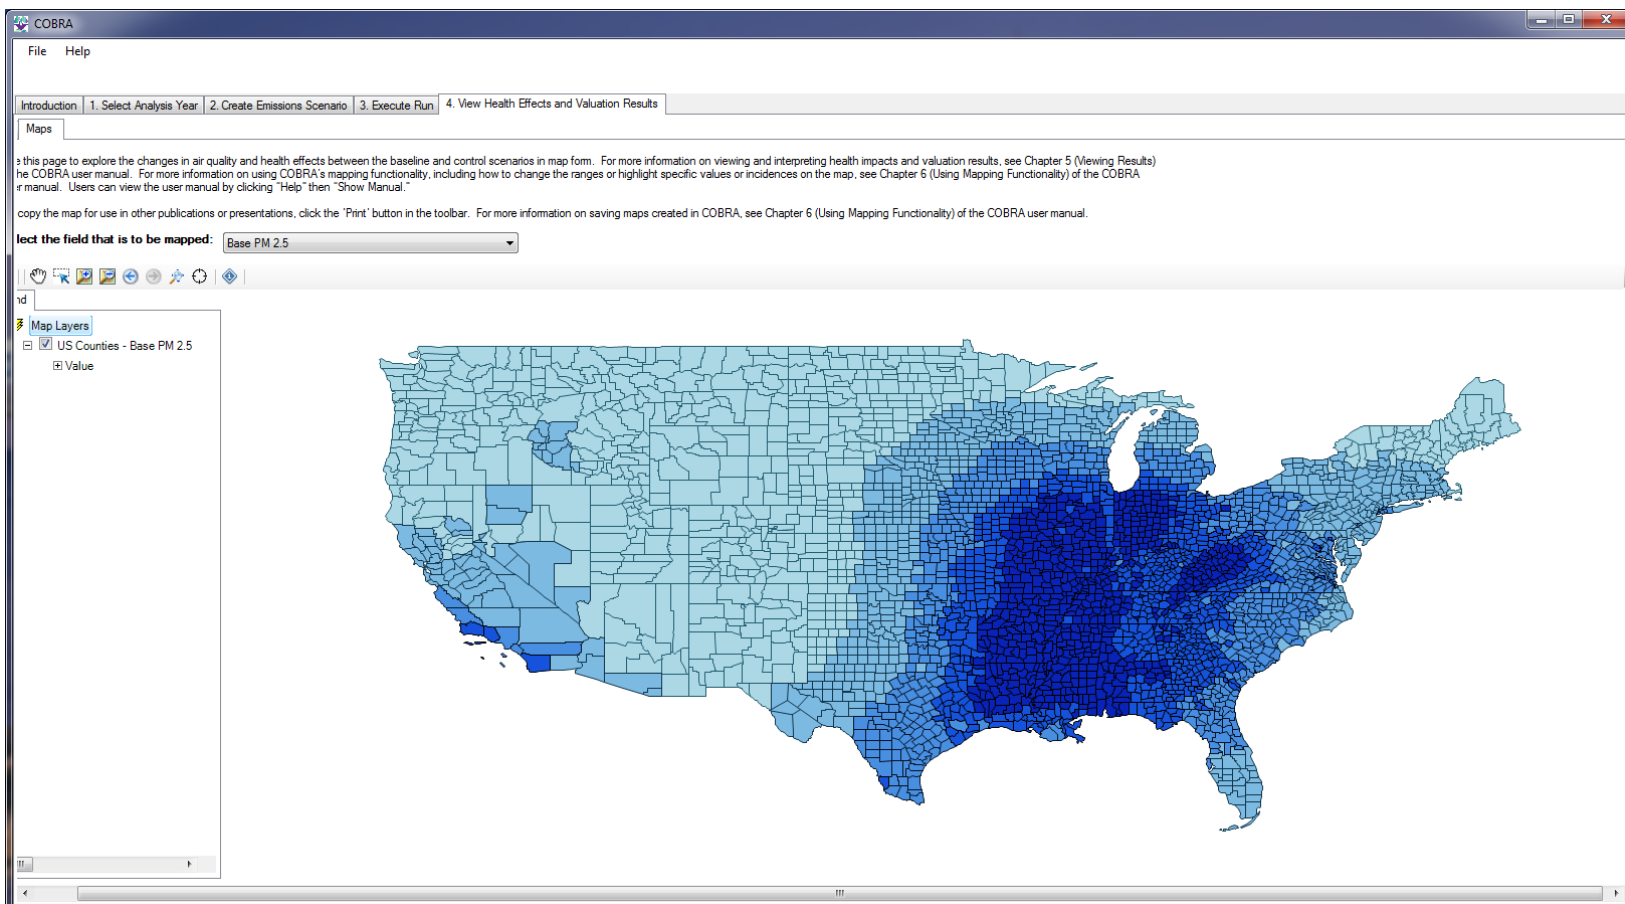 COBRA
File Help
Introduction 1. Select Analysis Year 2. Create Emissions Scenario 3. Execute Run 4. View Health Effects and Valuation Results
Maps
this page to explore the changes in air quality and health effects between the baseline and control scenarios in map form. For more information on viewing and interpreting health impacts and valuation results, see Chapter 5 (Viewing Results)
he COBRA user manual. For more information on using COBRA's mapping functionality, including how to change the ranges or highlight specific values or incidences on the map, see Chapter 6 (Using Mapping Functionality) of the COBRA
r manual. Users can view the user manual by clicking "Help" then "Show Manual."
copy the map for use in other publications or presentations, click the 'Print' button in the toolbar. For more information on saving maps created in COBRA, see Chapter 6 (Using Mapping Functionality) of the COBRA user manual.
lect the field that is to be mapped: Base PM 2.5
nd
Map Layers
US Counties - Base PM 2.5
Value